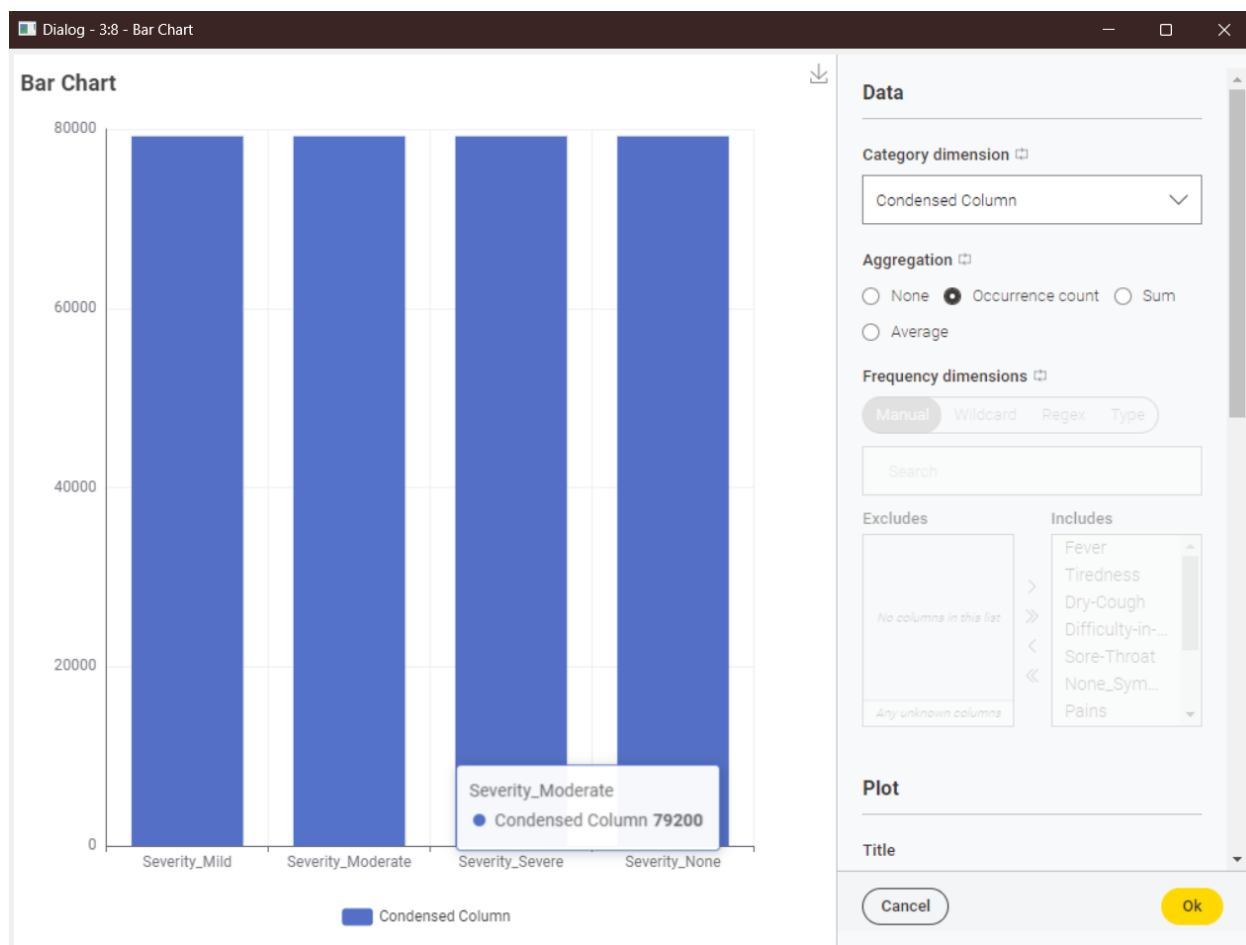 Dialog - 3:8 - Bar Chart
Bar Chart
80000
60000
40000
20000
0
Severity_Mild Severity_Moderate Severity_Severe Severity_None
Severity_Moderate
Condensed Column 79200
Condensed Column
Data
Category dimension
Condensed Column
Aggregation
None Occurrence count Sum
Average
Frequency dimensions
Manual Wildcard Regex Type
Search
Excludes Includes
No columns in this list
Any unknown columns
Fever
Tiredness
Dry-Cough
Difficulty-in-...
Sore-Throat
None_Sym...
Pains
Plot
Title
Cancel Ok